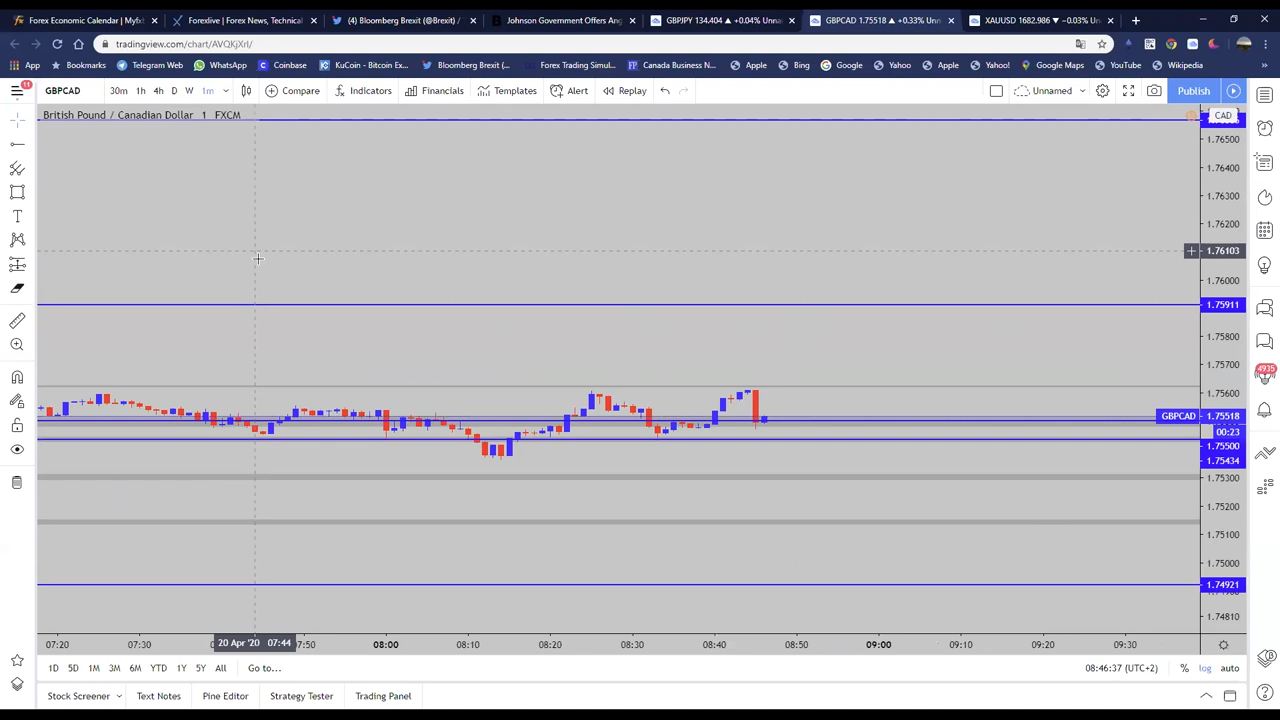 Forex Economic Calendar | Myfx
Forexlive | Forex News, Technical
(4) Bloomberg Brexit (@Brexit) / T
Johnson Government Offers Ang
GBPJPY 134.404 ▲ +0.04% Unna
GBPCAD 1.75518 ▲ +0.33% Unn
XAUUSD 1682.986 ▼ −0.03% Un
tradingview.com/chart/AVQKjXrI/
App
Bookmarks
Telegram Web
WhatsApp
Coinbase
KuCoin - Bitcoin Ex...
Bloomberg Brexit (...
Forex Trading Simu...
Canada Business N...
Apple
Bing
Google
Yahoo
Apple
Yahoo!
Google Maps
YouTube
Wikipedia
»
11
GBPCAD
30m 1h 4h D W 1m
Compare
Indicators
Financials
Templates
Alert
Replay
Unnamed
Publish
British Pound / Canadian Dollar 1 FXCM
CAD
1.76500
1.76400
1.76300
1.76200
1.76103
1.76000
1.75911
1.75800
1.75700
1.75600
GBPCAD 1.75518
00:23
1.75500
1.75434
1.75300
1.75200
1.75100
1.75000
1.74921
1.74810
4935
07:20 07:30 20 Apr '20 07:44 07:50 08:00 08:10 08:20 08:30 08:40 08:50 09:00 09:10 09:20 09:30
1D 5D 1M 3M 6M YTD 1Y 5Y All
Go to...
08:46:37 (UTC+2)
% log auto
Stock Screener
Text Notes
Pine Editor
Strategy Tester
Trading Panel